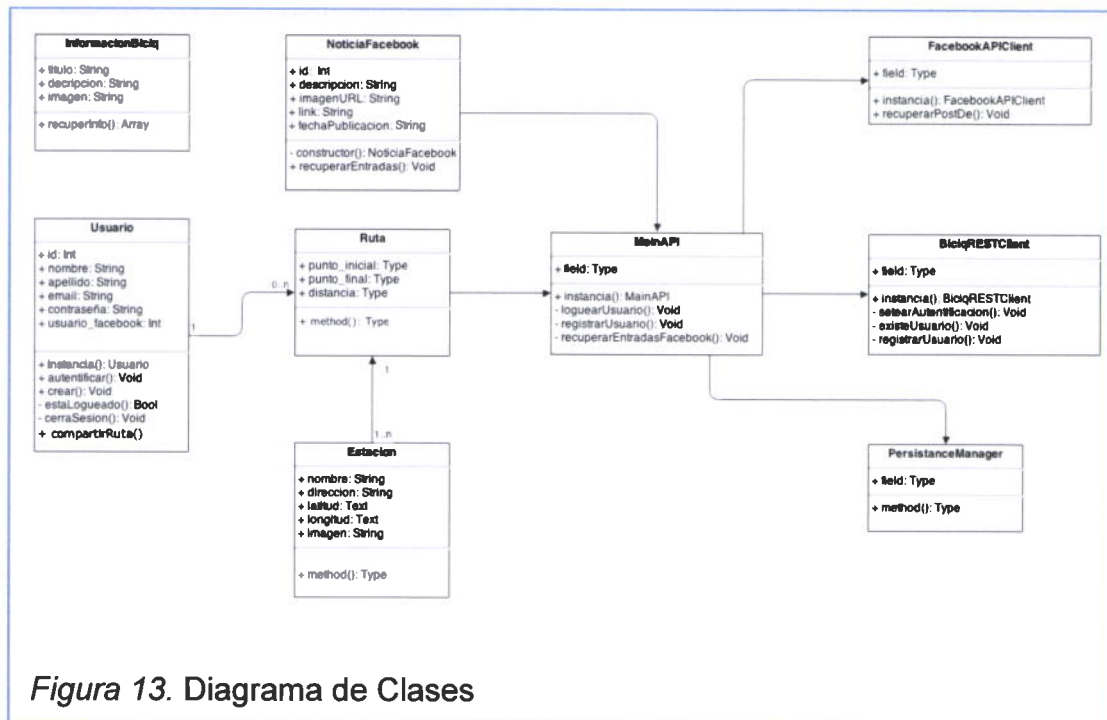 InformacionBiciq
+ titulo: String
+ decripcion: String
+ imagen: String
+ recuperInfo(): Array
NoticiaFacebook
+ id: Int
+ descripcion: String
+ imagenURL: String
+ link: String
+ fechaPublicacion: String
- constructor(): NoticiaFacebook
+ recuperarEntradas(): Void
FacebookAPIClient
+ field: Type
+ instancia(): FacebookAPIClient
+ recuperarPostDe(): Void
Usuario
+ id: Int
+ nombre: String
+ apellido: String
+ email: String
+ contraseña: String
+ usuario_facebook: Int
+ instancia(): Usuario
+ autentificar(): Void
+ crear(): Void
- estaLogueado(): Bool
- cerraSesion(): Void
+ compartirRuta()
1
0..n
Ruta
+ punto_inicial: Type
+ punto_final: Type
+ distancia: Type
+ method(): Type
1
1..n
Estacion
+ nombre: String
+ direccion: String
+ latitud: Text
+ longitud: Text
+ imagen: String
+ method(): Type
MainAPI
+ field: Type
+ instancia(): MainAPI
- loguearUsuario(): Void
- registrarUsuario(): Void
- recuperarEntradasFacebook(): Void
BiciqRESTClient
+ field: Type
+ instancia(): BiciqRESTClient
- setearAutentificacion(): Void
- existeUsuario(): Void
- registrarUsuario(): Void
PersistanceManager
+ field: Type
+ method(): Type
Figura 13. Diagrama de Clases